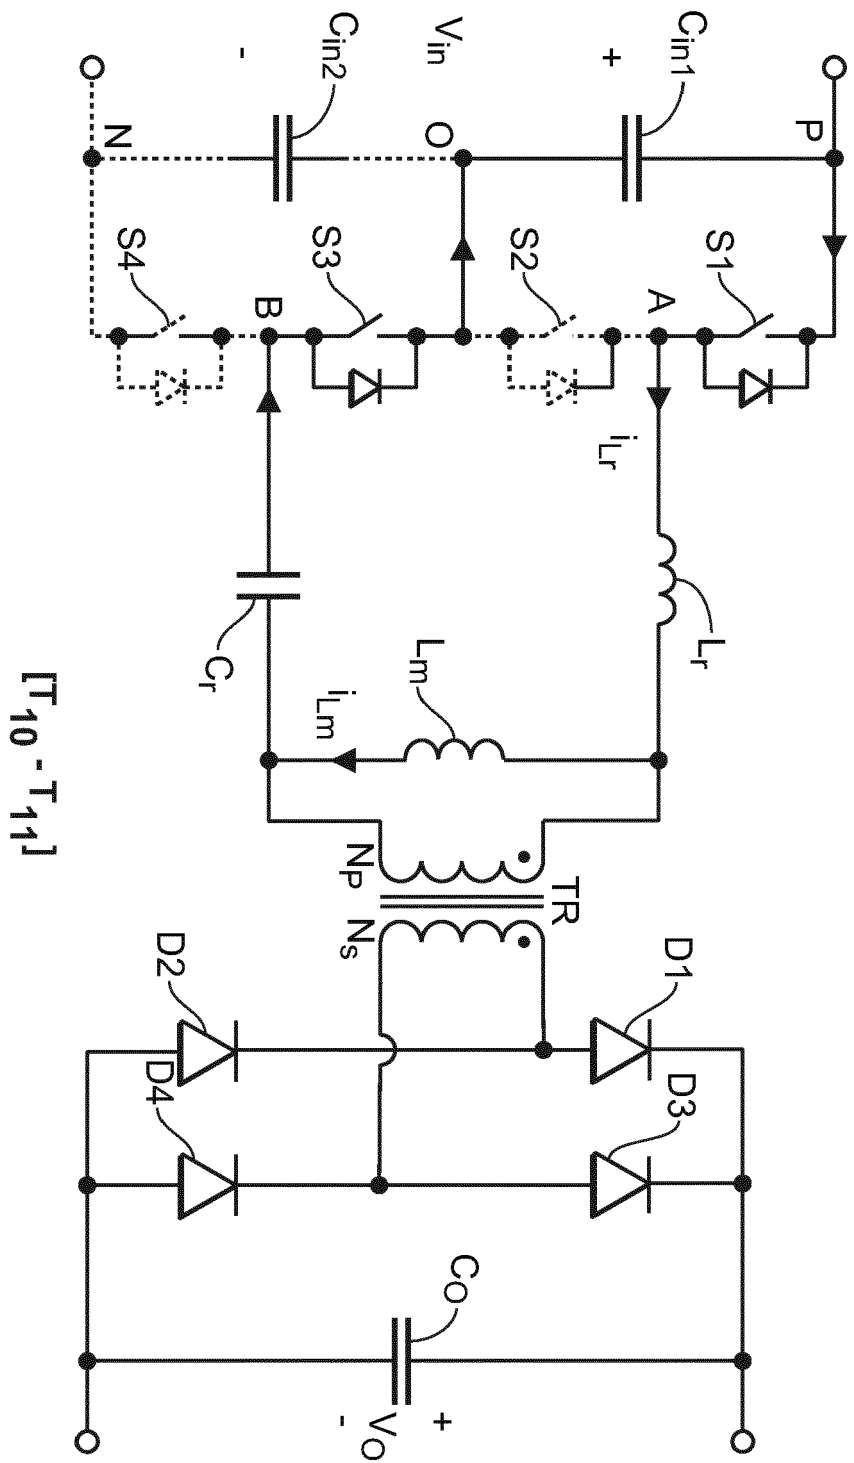 P
Cin1
+
Vin
O
Cin2
-
N
S1
A
S2
S3
B
S4
iLr
Lr
Lm
iLm
Cr
TR
NP
Ns
D1
D2
D3
D4
CO
+
VO
-
[T10 - T11]